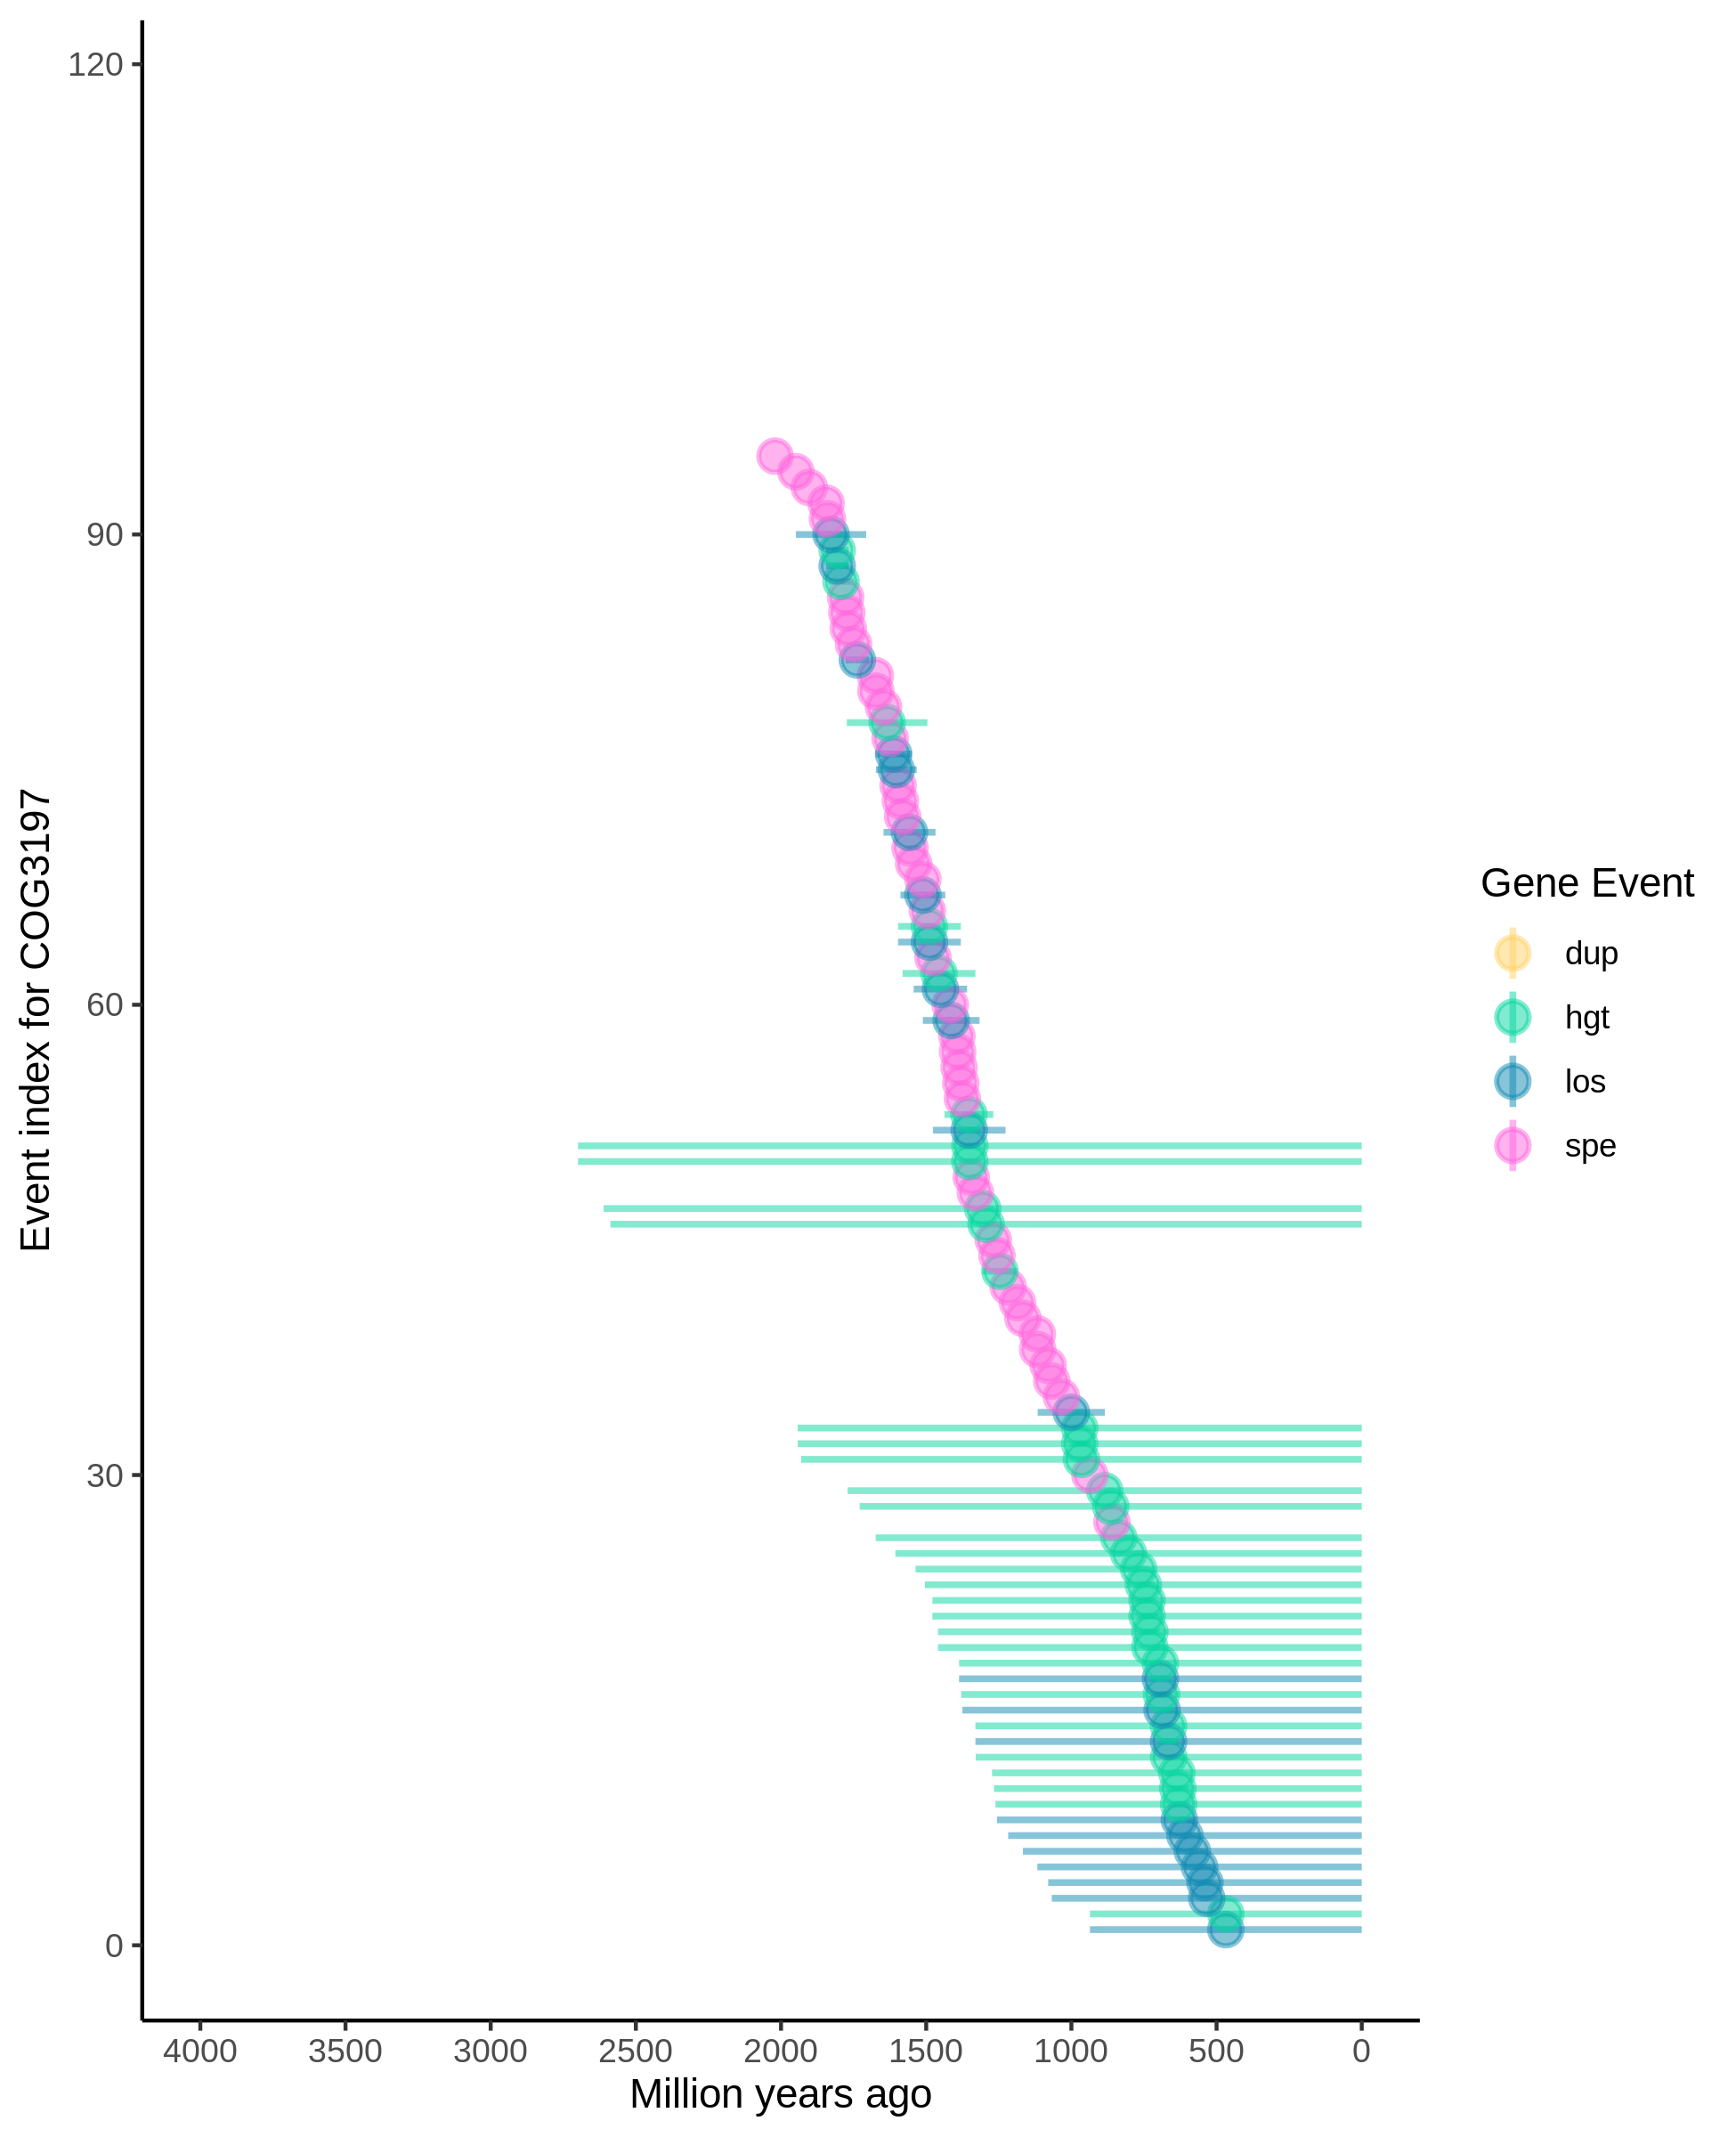 120
90
60
30
0
Event index for COG3197
4000 3500 3000 2500 2000 1500 1000 500 0
Million years ago
Gene Event
dup
hgt
los
spe